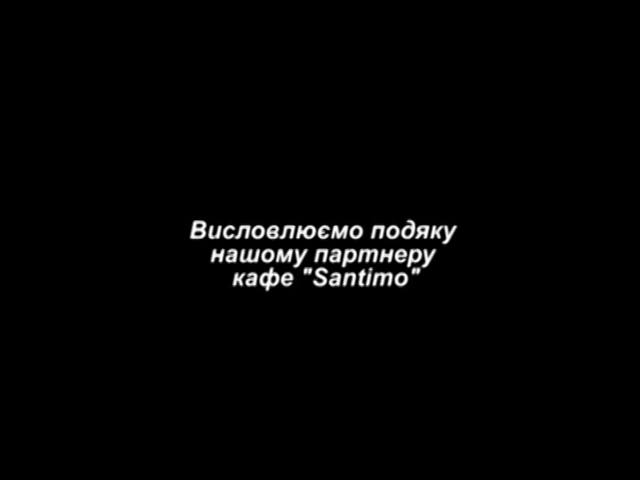 Висловлюємо подяку
нашому партнеру
кафе "Santimo"